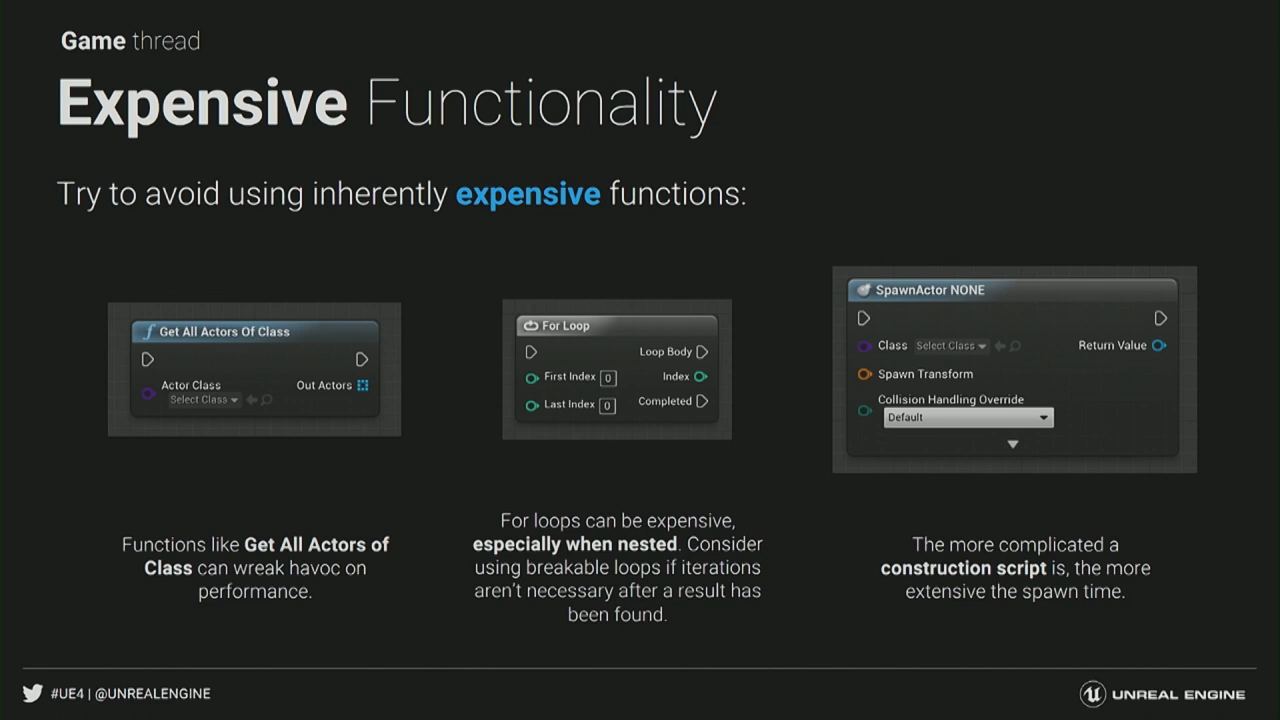 Game thread
Expensive Functionality
Try to avoid using inherently expensive functions:
Get All Actors Of Class
Actor Class
Select Class
Out Actors
For Loop
Loop Body
First Index 0
Index
Last Index 0
Completed
SpawnActor NONE
Class Select Class
Return Value
Spawn Transform
Collision Handling Override
Default
Functions like Get All Actors of
Class can wreak havoc on
performance.
For loops can be expensive,
especially when nested. Consider
using breakable loops if iterations
aren't necessary after a result has
been found.
The more complicated a
construction script is, the more
extensive the spawn time.
#UE4 | @UNREALENGINE
UNREAL ENGINE